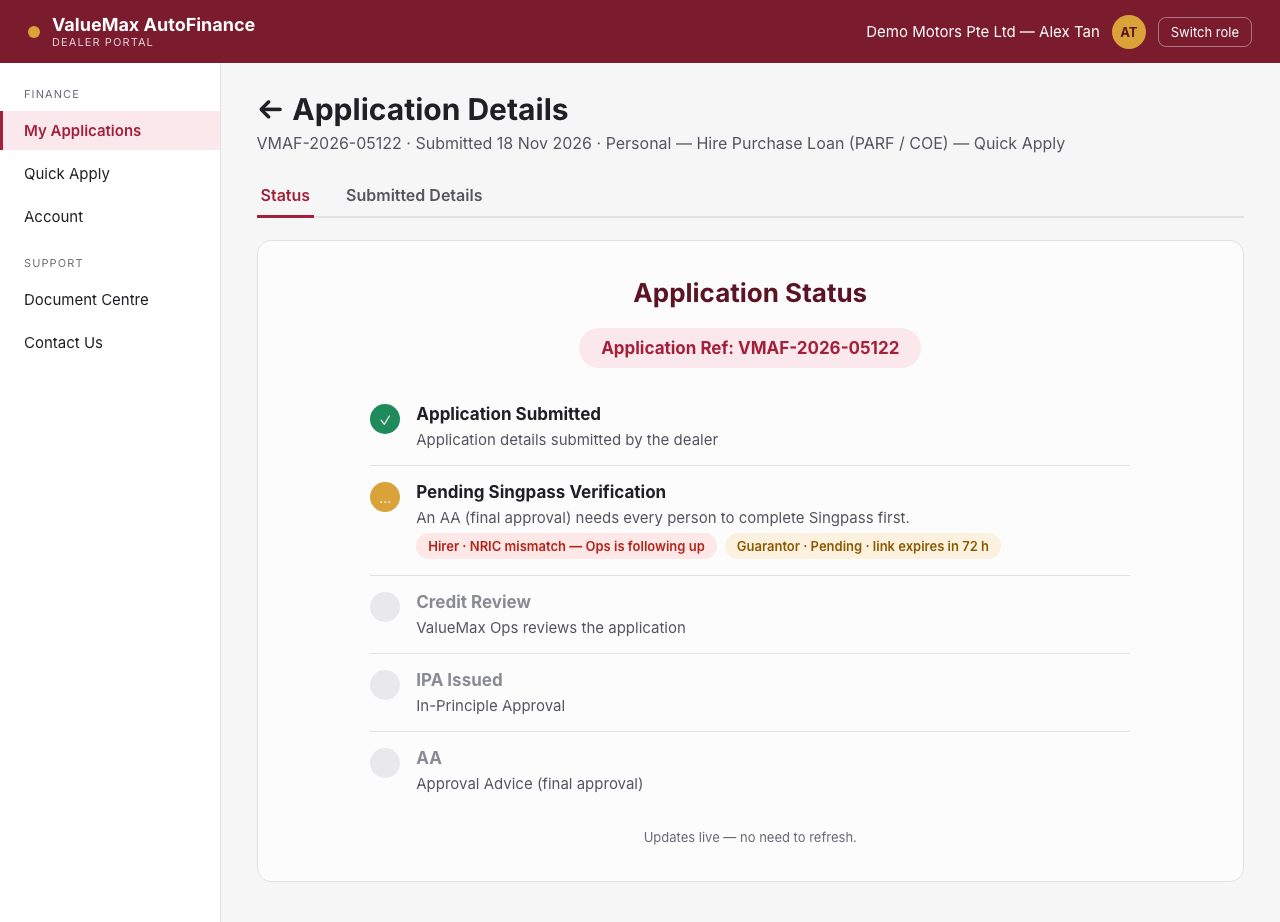 ValueMax AutoFinance
DEALER PORTAL
Demo Motors Pte Ltd — Alex Tan
AT
Switch role
FINANCE
My Applications
Quick Apply
Account
SUPPORT
Document Centre
Contact Us
← Application Details
VMAF-2026-05122 · Submitted 18 Nov 2026 · Personal — Hire Purchase Loan (PARF / COE) — Quick Apply
Status
Submitted Details
Application Status
Application Ref: VMAF-2026-05122
✓
Application Submitted
Application details submitted by the dealer
…
Pending Singpass Verification
An AA (final approval) needs every person to complete Singpass first.
Hirer · NRIC mismatch — Ops is following up
Guarantor · Pending · link expires in 72 h
Credit Review
ValueMax Ops reviews the application
IPA Issued
In-Principle Approval
AA
Approval Advice (final approval)
Updates live — no need to refresh.